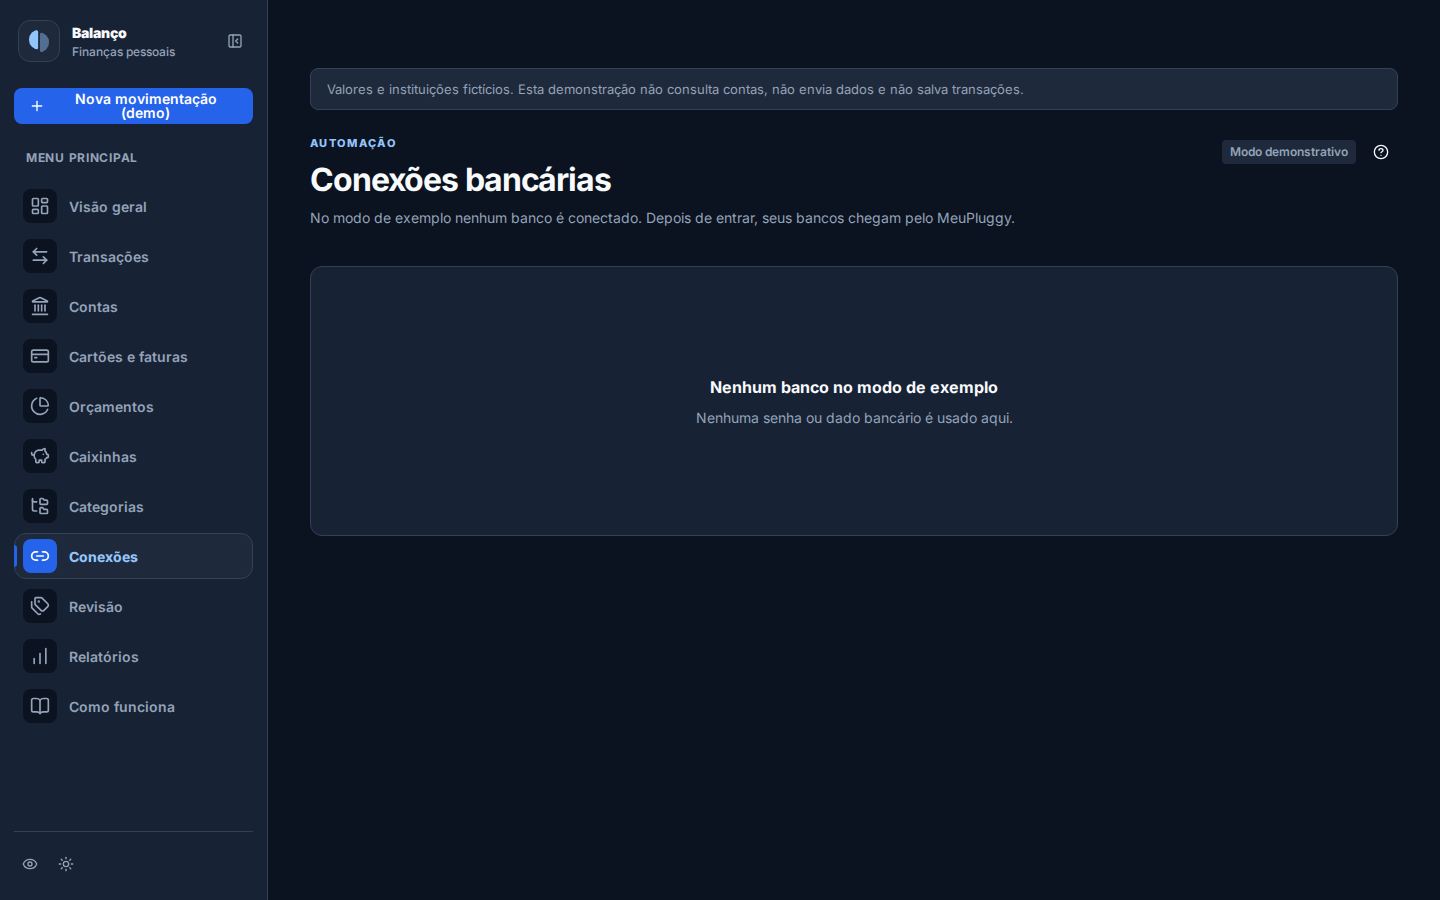 Balanço
Finanças pessoais
Nova movimentação
(demo)
MENU PRINCIPAL
Visão geral
Transações
Contas
Cartões e faturas
Orçamentos
Caixinhas
Categorias
Conexões
Revisão
Relatórios
Como funciona
Valores e instituições fictícios. Esta demonstração não consulta contas, não envia dados e não salva transações.
AUTOMAÇÃO
Modo demonstrativo
Conexões bancárias
No modo de exemplo nenhum banco é conectado. Depois de entrar, seus bancos chegam pelo MeuPluggy.
Nenhum banco no modo de exemplo
Nenhuma senha ou dado bancário é usado aqui.